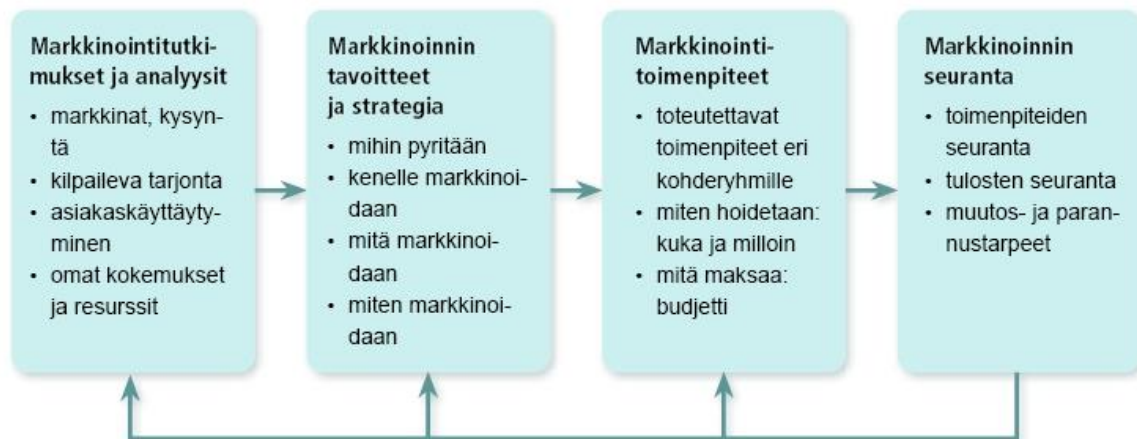 Markkinointitutki-
mukset ja analyysit
• markkinat, kysyn-
tä
• kilpaileva tarjonta
• asiakaskäyttäyty-
minen
• omat kokemukset
ja resurssit
Markkinoinnin
tavoitteet
ja strategia
• mihin pyritään
• kenelle markkinoi-
daan
• mitä markkinoi-
daan
• miten markkinoi-
daan
Markkinointi-
toimenpiteet
• toteutettavat
toimenpiteet eri
kohderyhmille
• miten hoidetaan:
kuka ja milloin
• mitä maksaa:
budjetti
Markkinoinnin
seuranta
• toimenpiteiden
seuranta
• tulosten seuranta
• muutos- ja paran-
nustarpeet